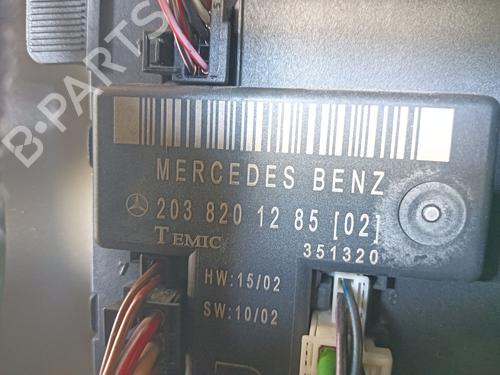 B-PARTS
MERCEDES BENZ
203 820 12 85 [02]
TEMIC
351320
HW:15/02
SW:10/02